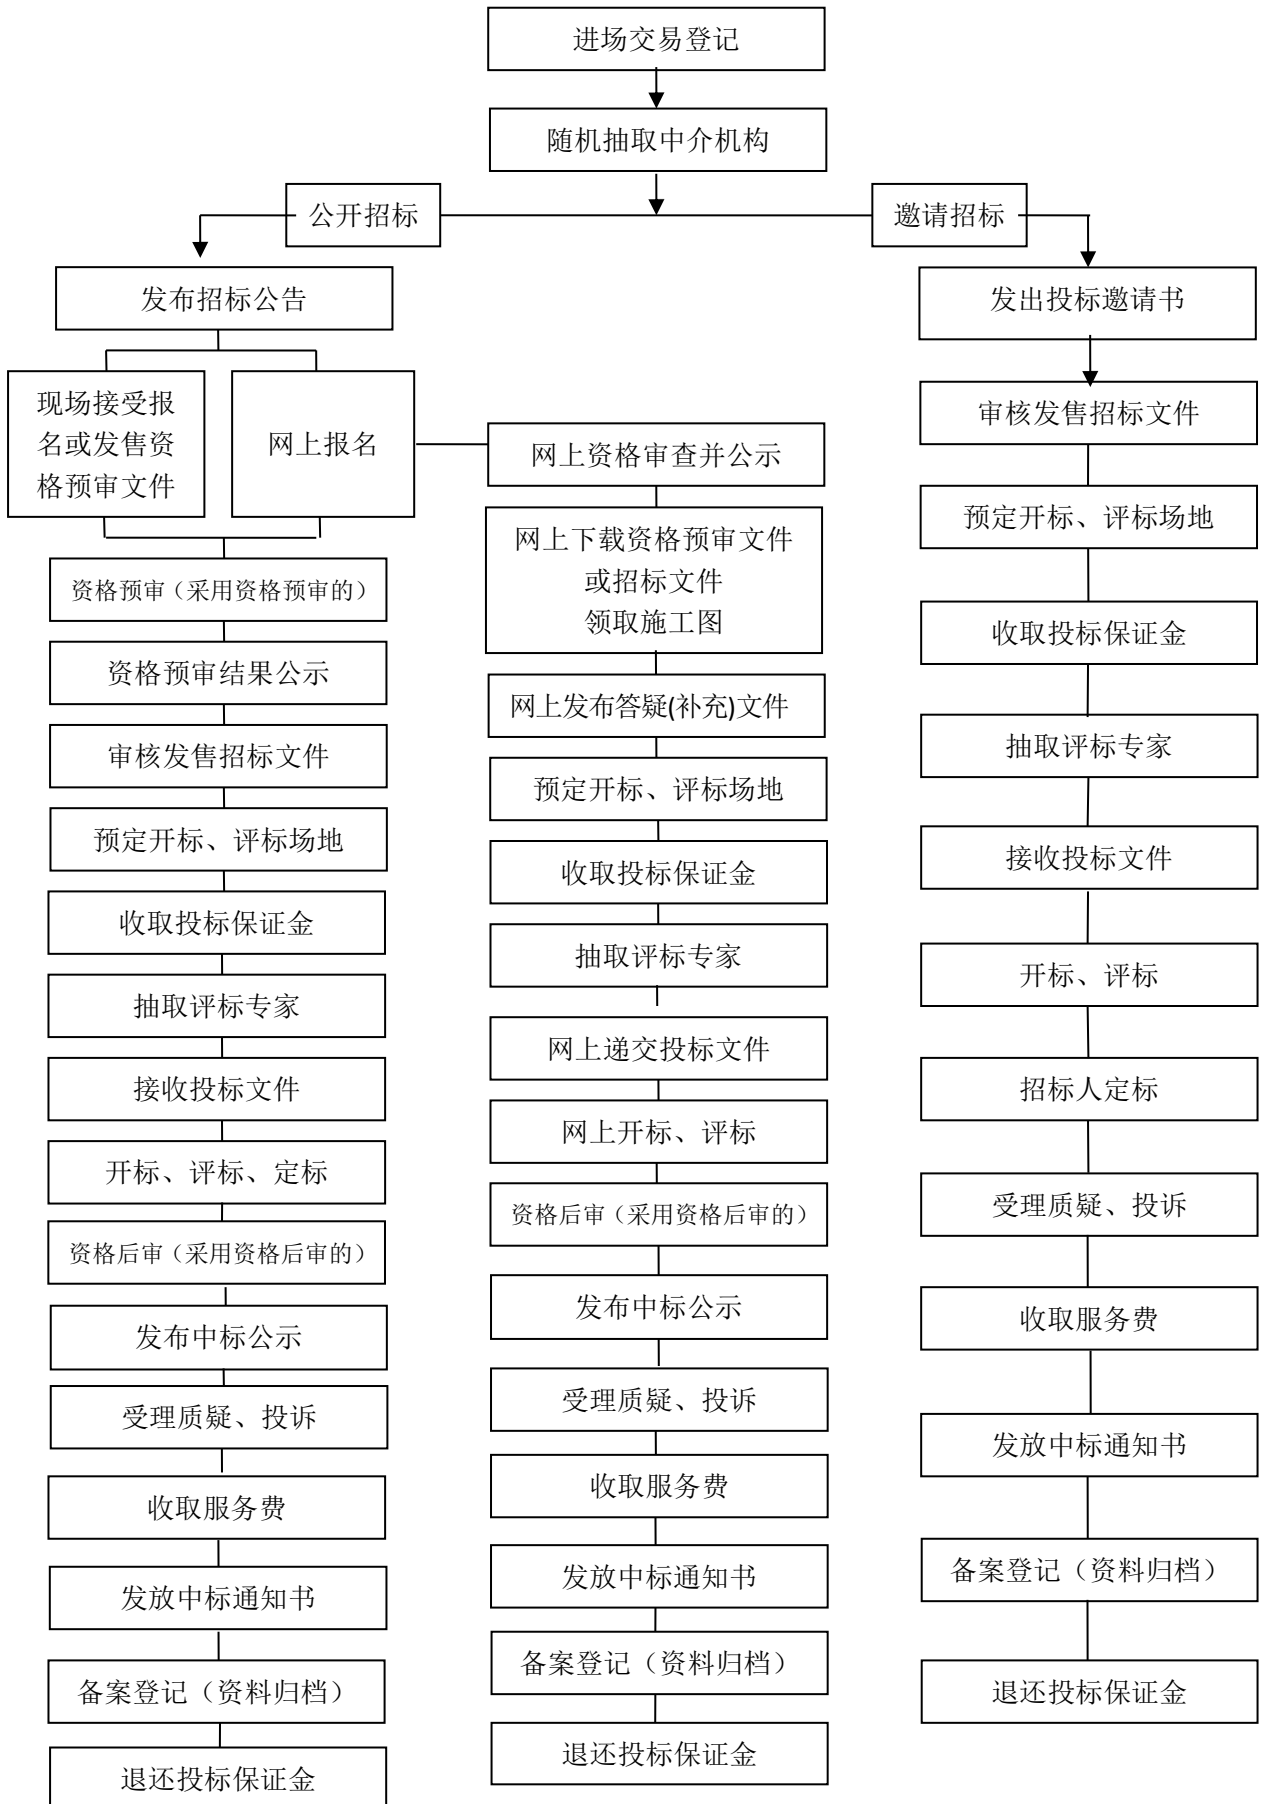 进场交易登记
随机抽取中介机构
公开招标
邀请招标
发布招标公告
现场接受报
名或发售资
格预审文件
网上报名
资格预审（采用资格预审的）
资格预审结果公示
审核发售招标文件
预定开标、评标场地
收取投标保证金
抽取评标专家
接收投标文件
开标、评标、定标
资格后审（采用资格后审的）
发布中标公示
受理质疑、投诉
收取服务费
发放中标通知书
备案登记（资料归档）
退还投标保证金
网上资格审查并公示
网上下载资格预审文件
或招标文件
领取施工图
网上发布答疑(补充)文件
预定开标、评标场地
收取投标保证金
抽取评标专家
网上递交投标文件
网上开标、评标
资格后审（采用资格后审的）
发布中标公示
受理质疑、投诉
收取服务费
发放中标通知书
备案登记（资料归档）
退还投标保证金
发出投标邀请书
审核发售招标文件
预定开标、评标场地
收取投标保证金
抽取评标专家
接收投标文件
开标、评标
招标人定标
受理质疑、投诉
收取服务费
发放中标通知书
备案登记（资料归档）
退还投标保证金